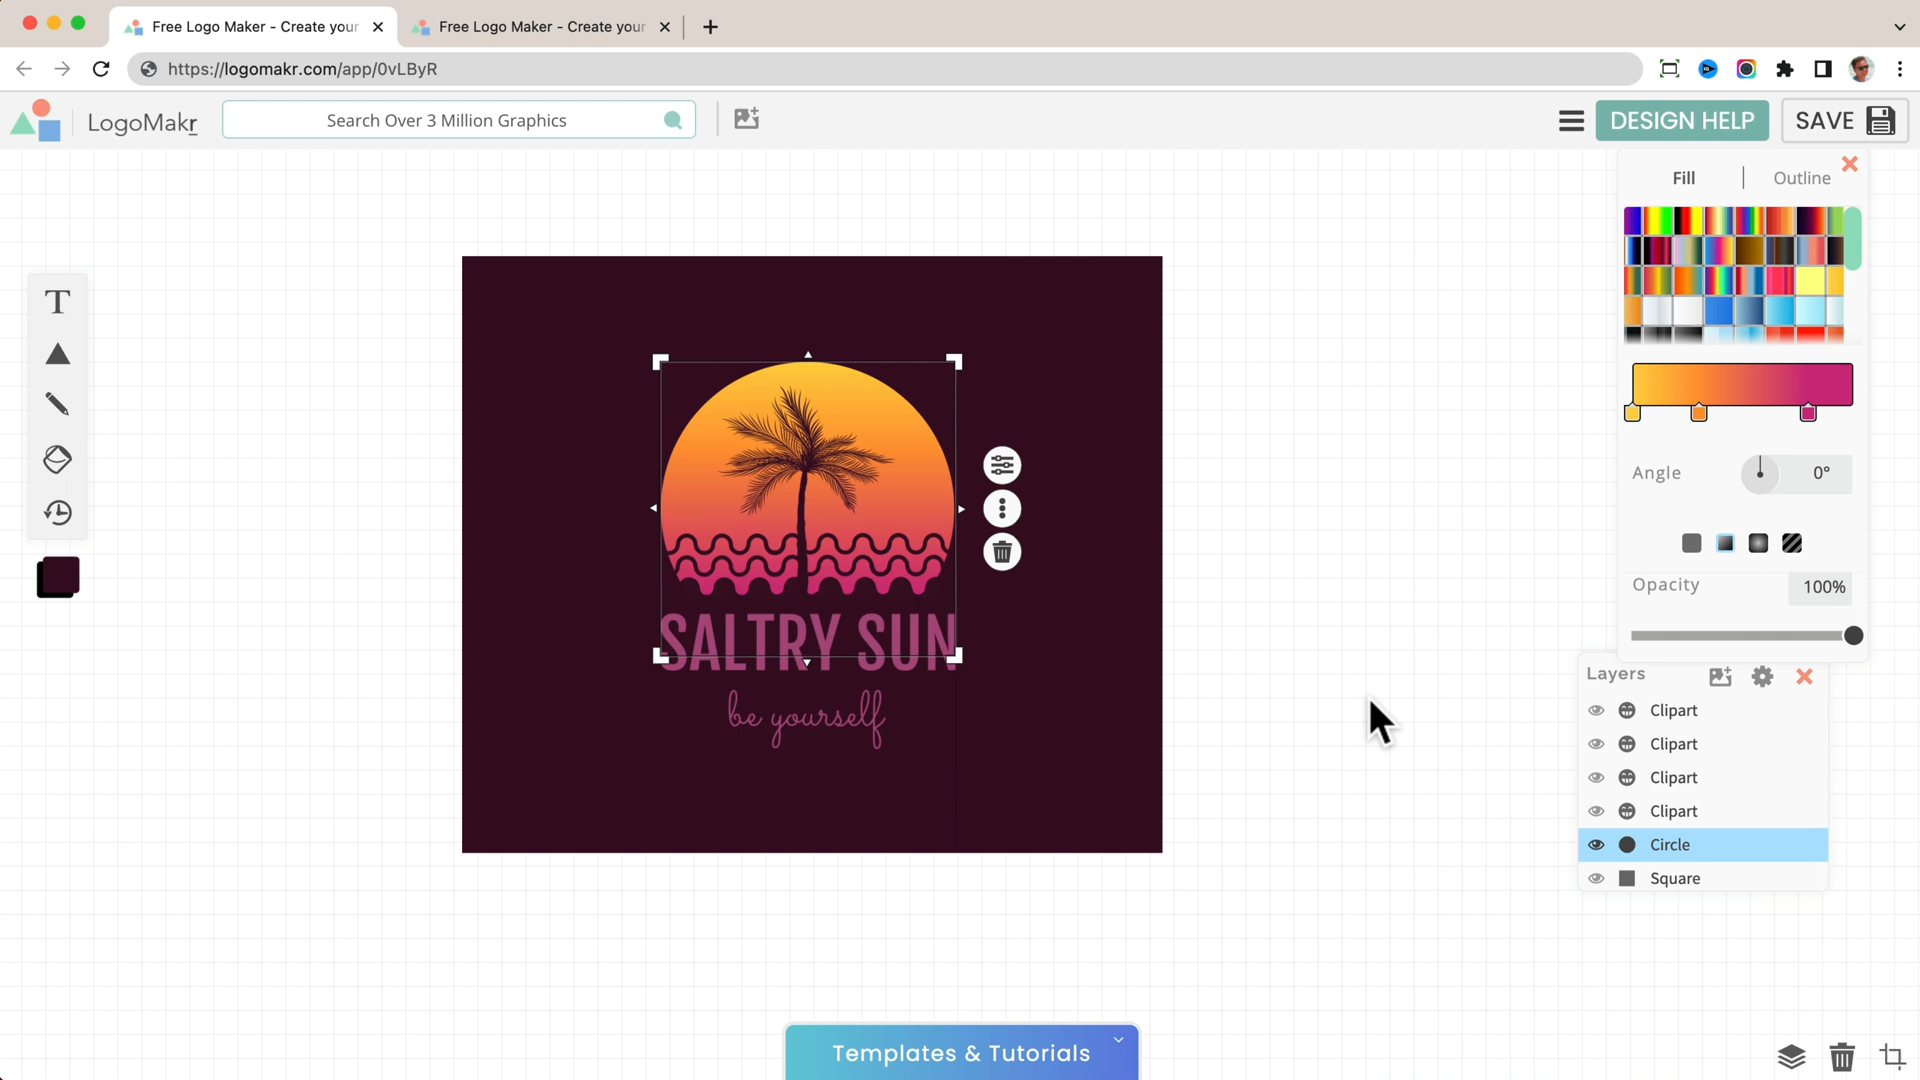 Free Logo Maker - Create your
Free Logo Maker - Create your
https://logomakr.com/app/0vLByR
LogoMakr
Search Over 3 Million Graphics
DESIGN HELP
SAVE
Fill
Outline
Angle
0°
Opacity
100%
SALTRY SUN
be yourself
Layers
Clipart
Clipart
Clipart
Clipart
Circle
Square
Templates & Tutorials